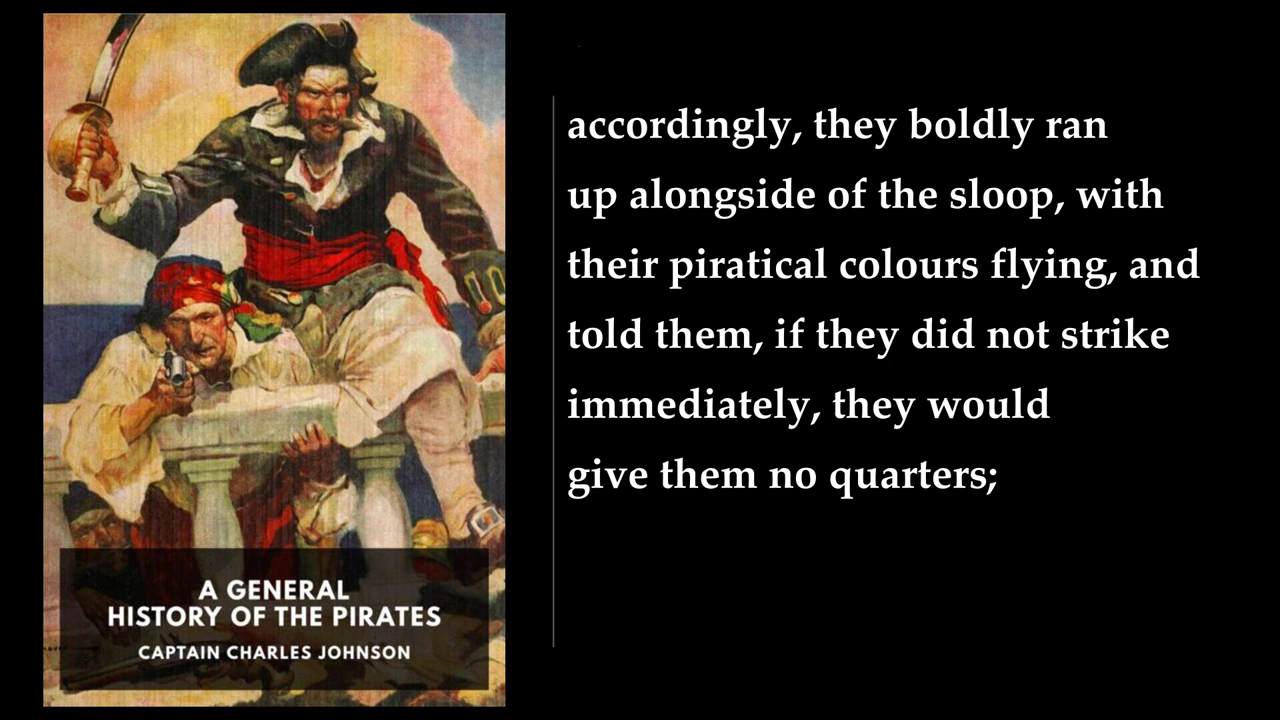 accordingly, they boldly ran
up alongside of the sloop, with
their piratical colours flying, and
told them, if they did not strike
immediately, they would
give them no quarters;
A GENERAL
HISTORY OF THE PIRATES
CAPTAIN CHARLES JOHNSON